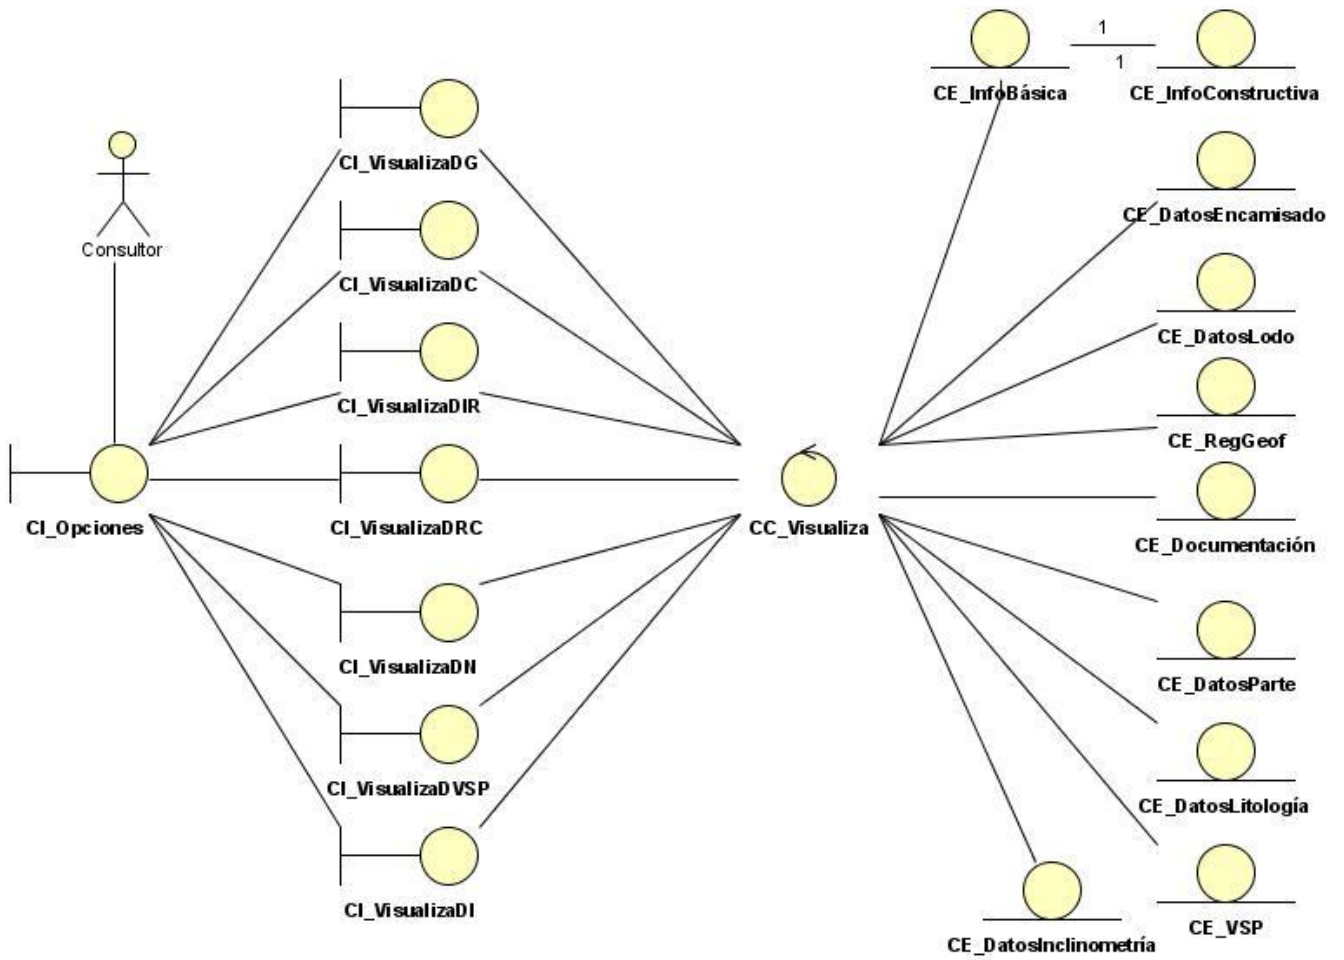 1
1
CE_InfoBásica
CE_InfoConstructiva
CI_VisualizaDG
CE_DatosEncamisado
Consultor
CI_VisualizaDC
CE_DatosLodo
CI_VisualizaDIR
CE_RegGeof
CI_Opciones
CI_VisualizaDRC
CC_Visualiza
CE_Documentación
CI_VisualizaDN
CE_DatosParte
CI_VisualizaDVSP
CE_DatosLitología
CI_VisualizaDI
CE_VSP
CE_DatosInclinometría